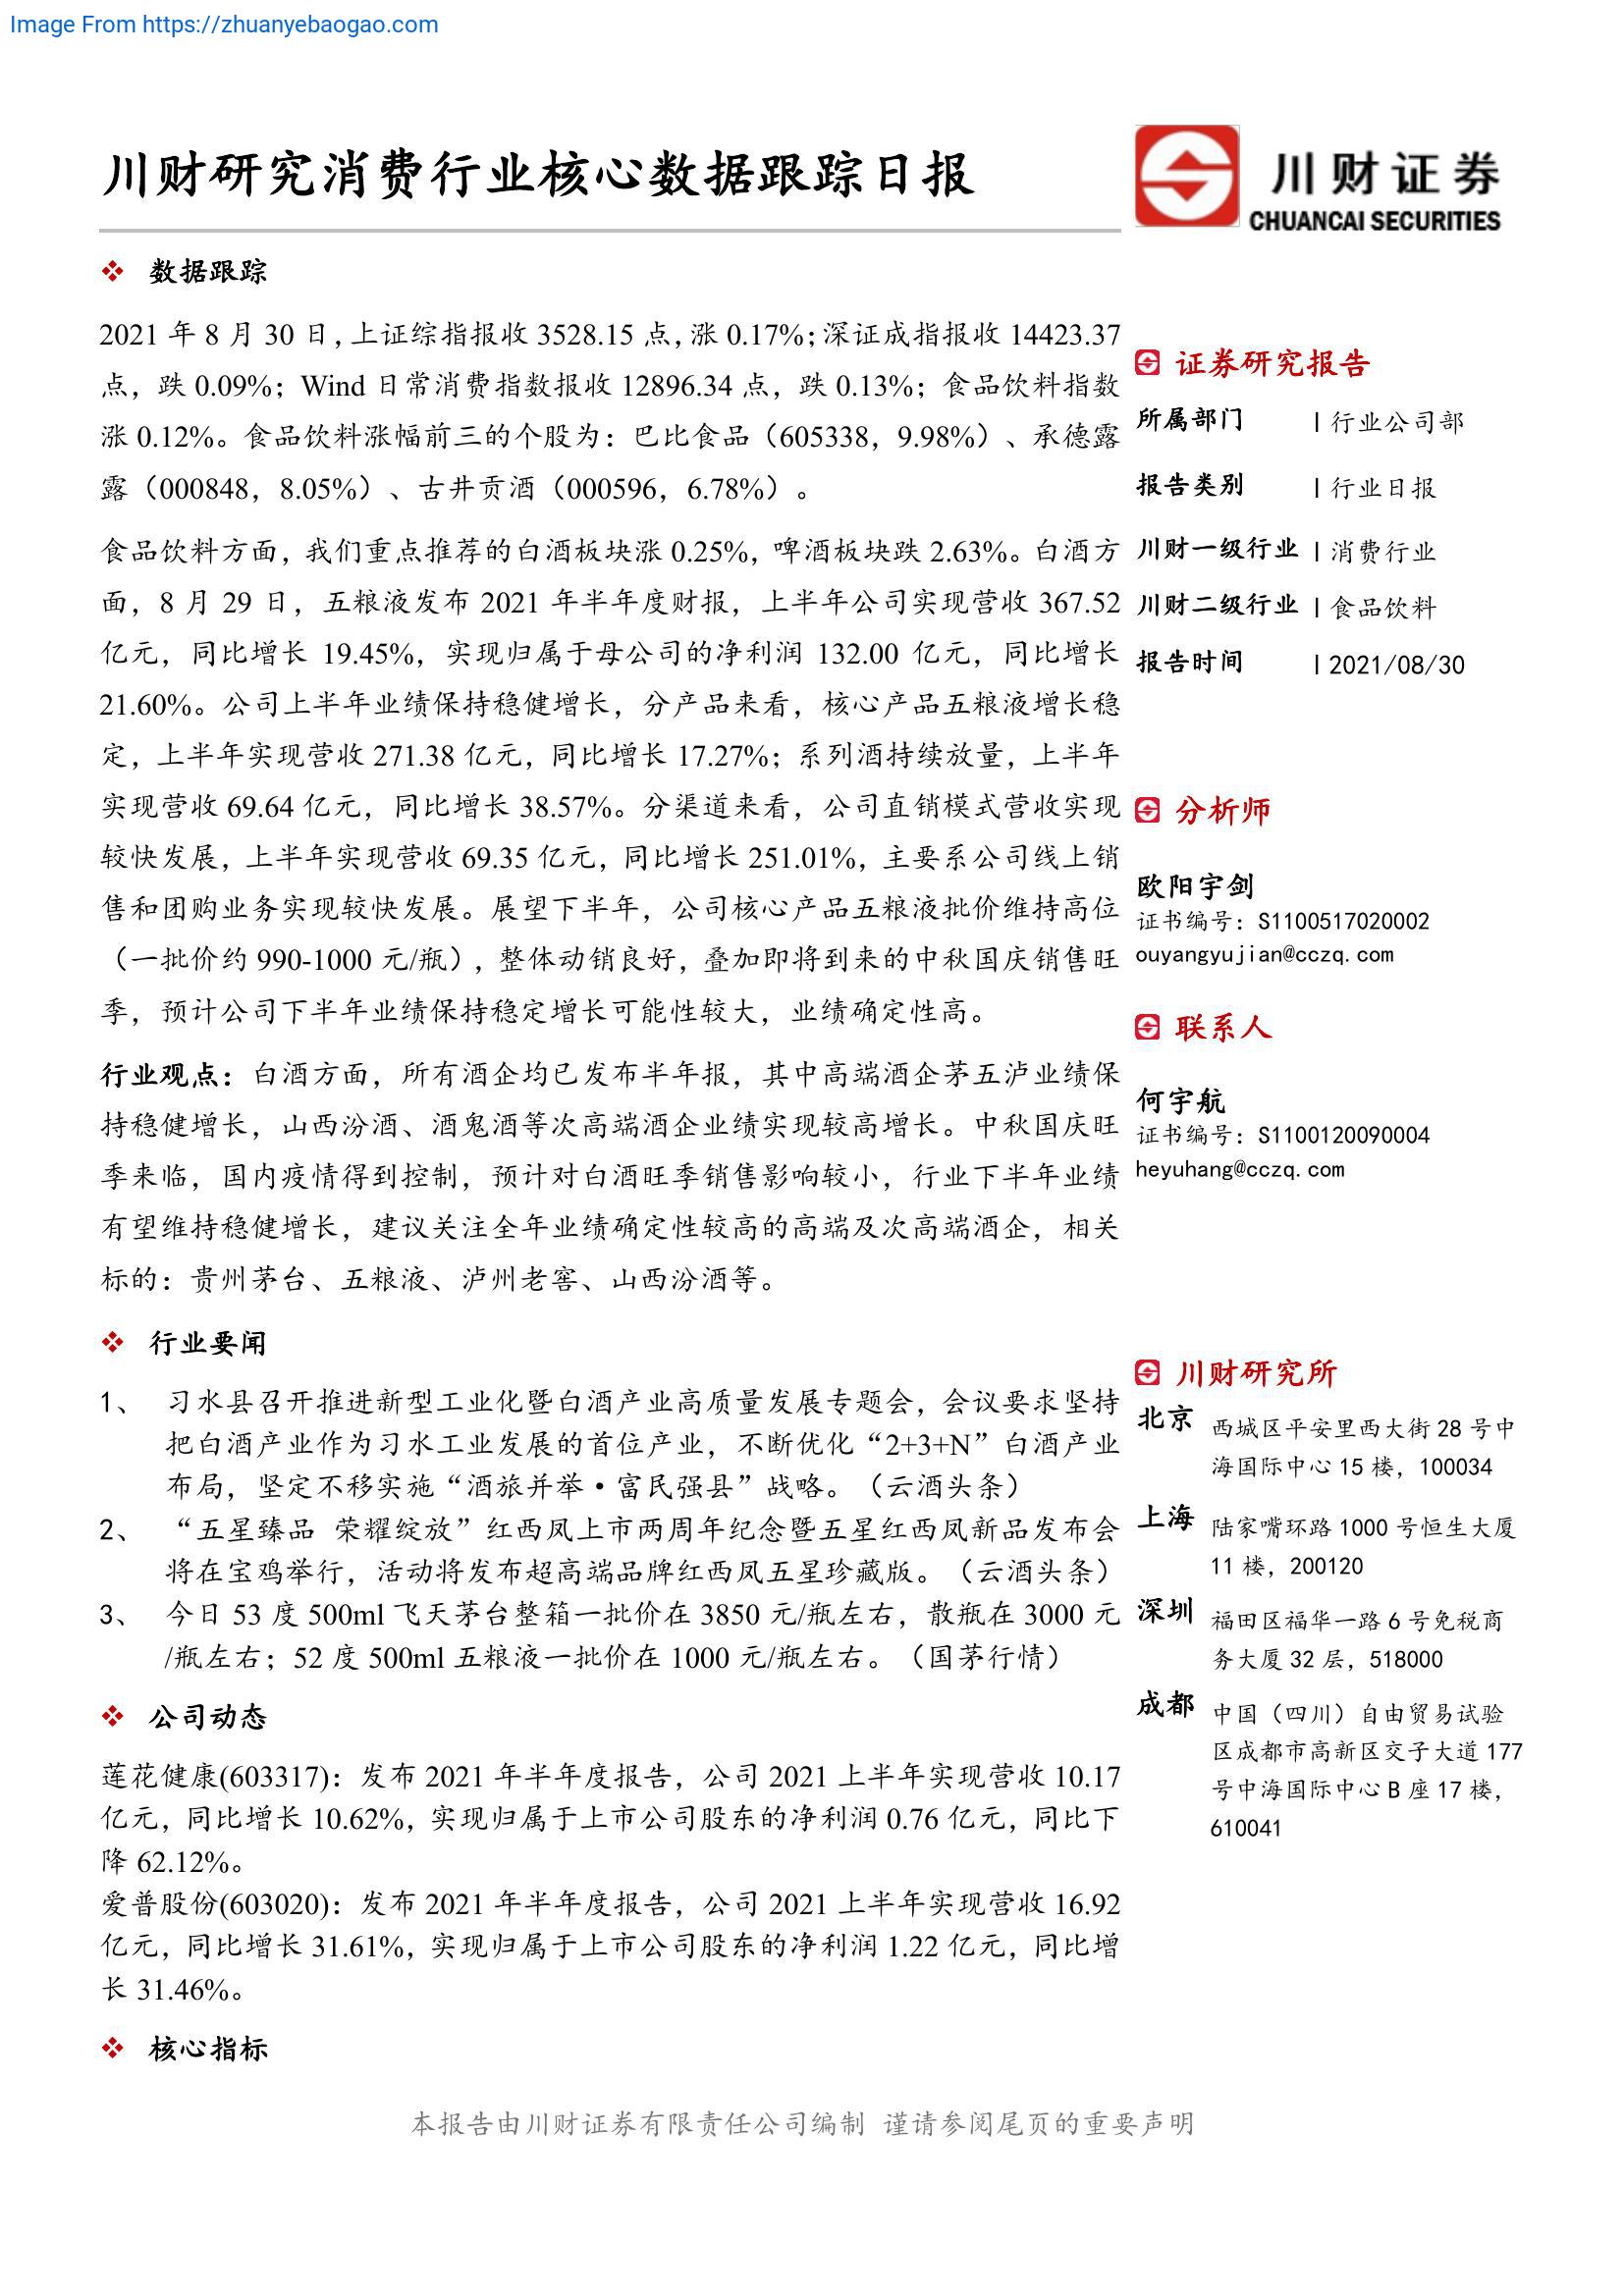 Image From https://zhuanyebaogao.com
川财研究消费行业核心数据跟踪日报
川财证券
CHUANCAI SECURITIES
❖ 数据跟踪
2021 年 8 月 30 日，上证综指报收 3528.15 点，涨 0.17%；深证成指报收 14423.37
点，跌 0.09%；Wind 日常消费指数报收 12896.34 点，跌 0.13%；食品饮料指数
涨 0.12%。食品饮料涨幅前三的个股为：巴比食品（605338，9.98%）、承德露
露（000848，8.05%）、古井贡酒（000596，6.78%）。
食品饮料方面，我们重点推荐的白酒板块涨 0.25%，啤酒板块跌 2.63%。白酒方
面，8 月 29 日，五粮液发布 2021 年半年度财报，上半年公司实现营收 367.52
亿元，同比增长 19.45%，实现归属于母公司的净利润 132.00 亿元，同比增长
21.60%。公司上半年业绩保持稳健增长，分产品来看，核心产品五粮液增长稳
定，上半年实现营收 271.38 亿元，同比增长 17.27%；系列酒持续放量，上半年
实现营收 69.64 亿元，同比增长 38.57%。分渠道来看，公司直销模式营收实现
较快发展，上半年实现营收 69.35 亿元，同比增长 251.01%，主要系公司线上销
售和团购业务实现较快发展。展望下半年，公司核心产品五粮液批价维持高位
（一批价约 990-1000 元/瓶），整体动销良好，叠加即将到来的中秋国庆销售旺
季，预计公司下半年业绩保持稳定增长可能性较大，业绩确定性高。
行业观点：白酒方面，所有酒企均已发布半年报，其中高端酒企茅五泸业绩保
持稳健增长，山西汾酒、酒鬼酒等次高端酒企业绩实现较高增长。中秋国庆旺
季来临，国内疫情得到控制，预计对白酒旺季销售影响较小，行业下半年业绩
有望维持稳健增长，建议关注全年业绩确定性较高的高端及次高端酒企，相关
标的：贵州茅台、五粮液、泸州老窖、山西汾酒等。
❖ 行业要闻
1、 习水县召开推进新型工业化暨白酒产业高质量发展专题会，会议要求坚持
把白酒产业作为习水工业发展的首位产业，不断优化“2+3+N”白酒产业
布局，坚定不移实施“酒旅并举·富民强县”战略。（云酒头条）
2、 “五星臻品 荣耀绽放”红西凤上市两周年纪念暨五星红西凤新品发布会
将在宝鸡举行，活动将发布超高端品牌红西凤五星珍藏版。（云酒头条）
3、 今日 53 度 500ml 飞天茅台整箱一批价在 3850 元/瓶左右，散瓶在 3000 元
/瓶左右；52 度 500ml 五粮液一批价在 1000 元/瓶左右。（国茅行情）
❖ 公司动态
莲花健康(603317)：发布 2021 年半年度报告，公司 2021 上半年实现营收 10.17
亿元，同比增长 10.62%，实现归属于上市公司股东的净利润 0.76 亿元，同比下
降 62.12%。
爱普股份(603020)：发布 2021 年半年度报告，公司 2021 上半年实现营收 16.92
亿元，同比增长 31.61%，实现归属于上市公司股东的净利润 1.22 亿元，同比增
长 31.46%。
❖ 核心指标
证券研究报告
所属部门 | 行业公司部
报告类别 | 行业日报
川财一级行业 | 消费行业
川财二级行业 | 食品饮料
报告时间 | 2021/08/30
分析师
欧阳宇剑
证书编号：S1100517020002
ouyangyujian@cczq.com
联系人
何宇航
证书编号：S1100120090004
heyuhang@cczq.com
川财研究所
北京 西城区平安里西大街 28 号中
海国际中心 15 楼，100034
上海 陆家嘴环路 1000 号恒生大厦
11 楼，200120
深圳 福田区福华一路 6 号免税商
务大厦 32 层，518000
成都 中国（四川）自由贸易试验
区成都市高新区交子大道 177
号中海国际中心 B 座 17 楼，
610041
本报告由川财证券有限责任公司编制 谨请参阅尾页的重要声明